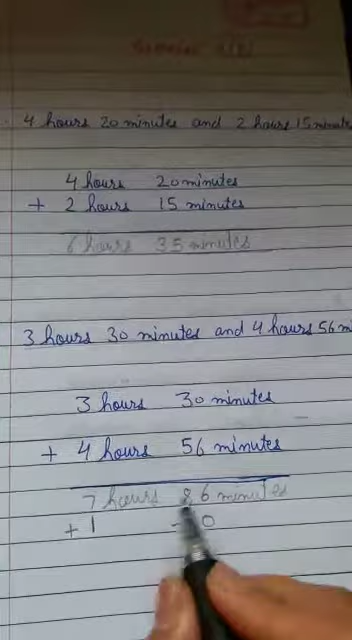 4 hours 20 minutes and 2 hours 15 minute
4 hours 20 minutes
+ 2 hours 15 minutes
6 hours 35 minutes
3 hours 30 minutes and 4 hours 56 m
3 hours 30 minutes
+ 4 hours 56 minutes
7 hours 86 minutes
+ 1 - 0